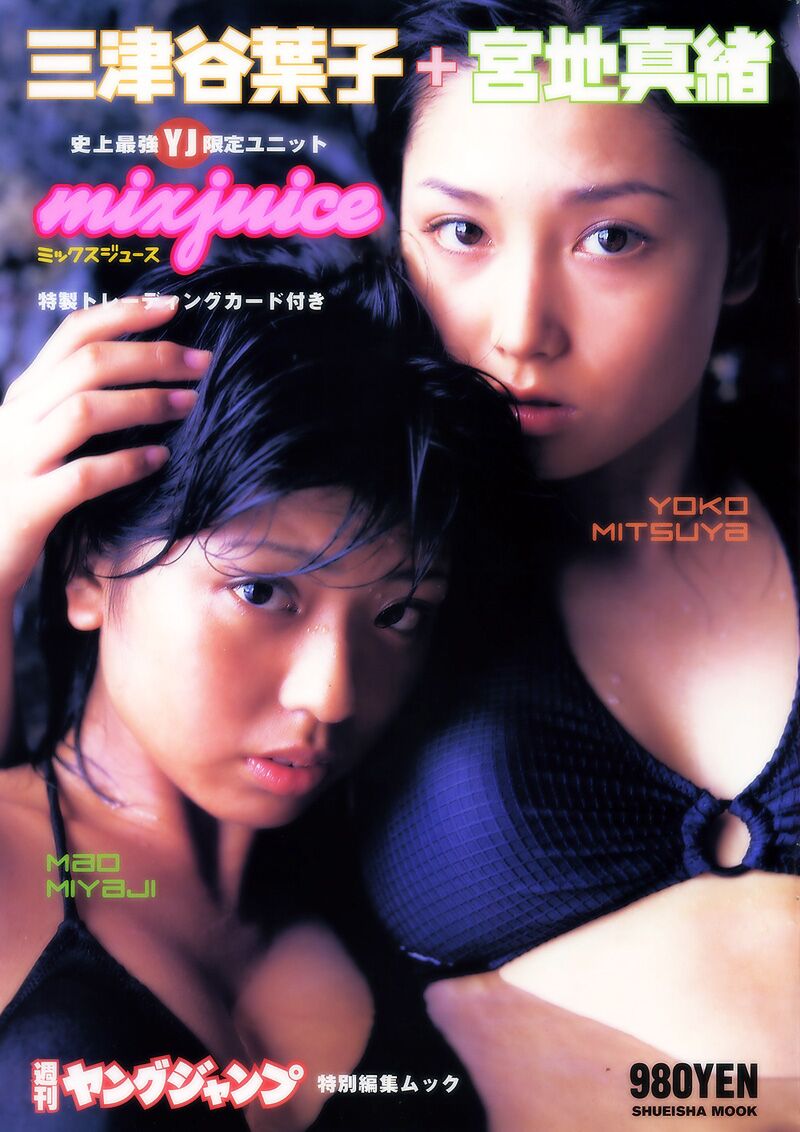 三津谷葉子+宮地真緒
史上最強YJ限定ユニット
mixjuice
ミックスジュース
特製トレーディングカード付き
YOKO
MITSUYA
MAO
MIYAJI
週刊ヤングジャンプ 特別編集ムック
980YEN
SHUEISHA MOOK